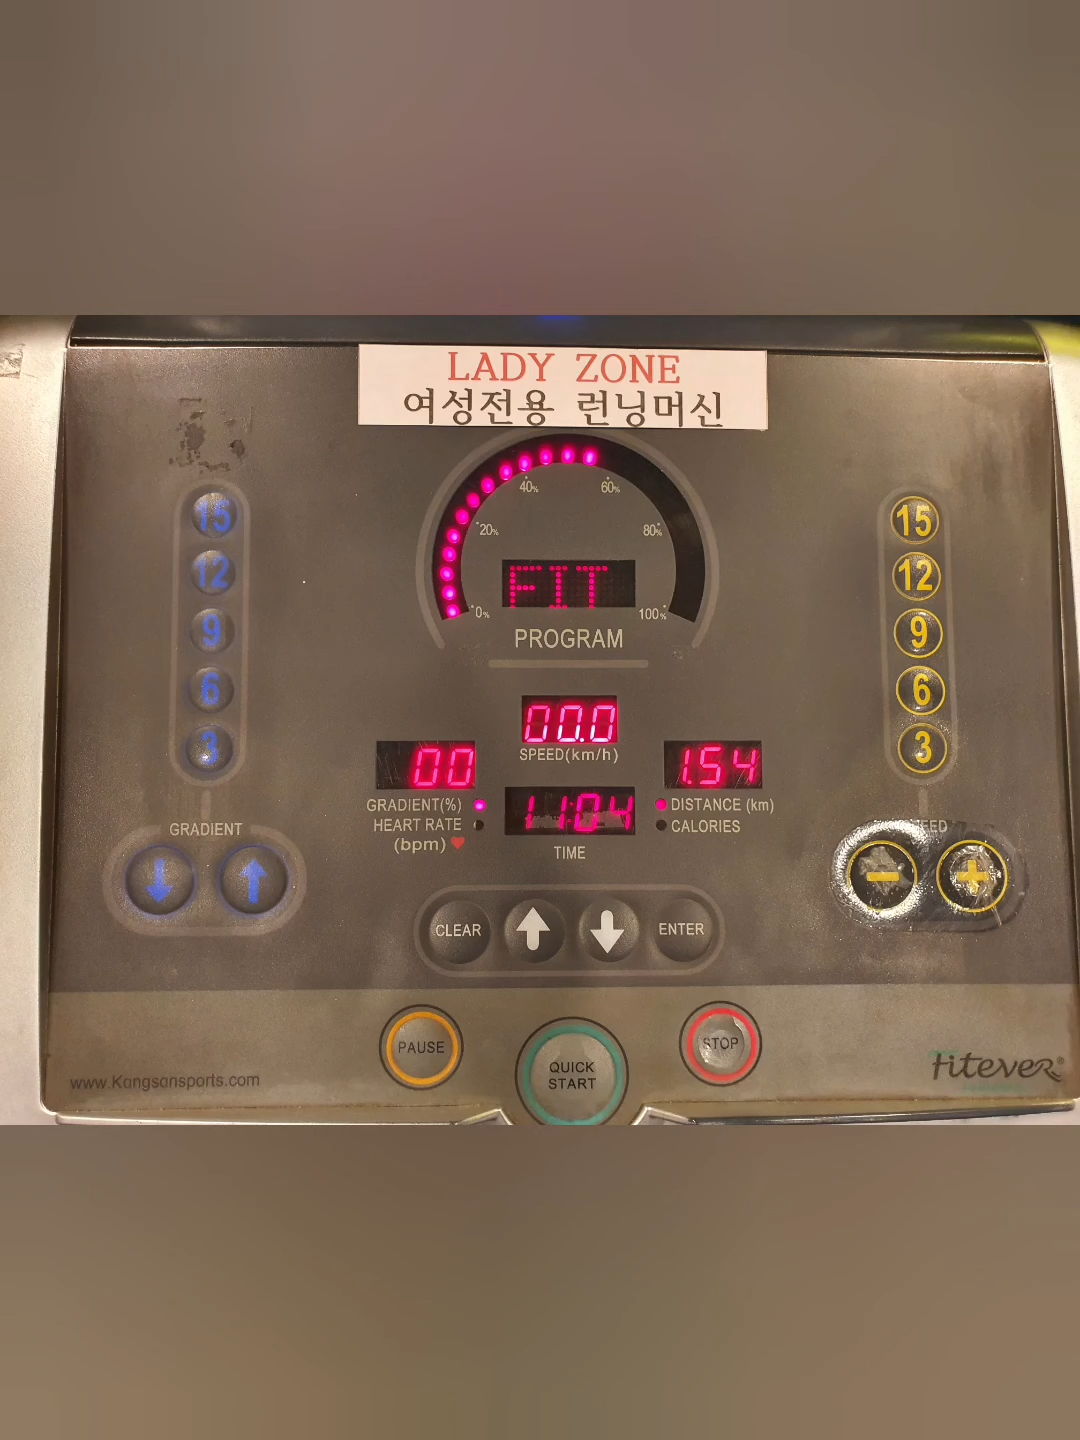 LADY ZONE
여성전용 런닝머신
40% 60%
20% 80%
FIT
0% 100%
PROGRAM
15
12
9
6
3
15
12
9
6
3
00.0
SPEED(km/h)
00
GRADIENT(%)
HEART RATE
(bpm)
11:04
TIME
1.54
DISTANCE (km)
CALORIES
GRADIENT
CLEAR
ENTER
PAUSE
QUICK
START
STOP
www.Kangsansports.com
fitever®